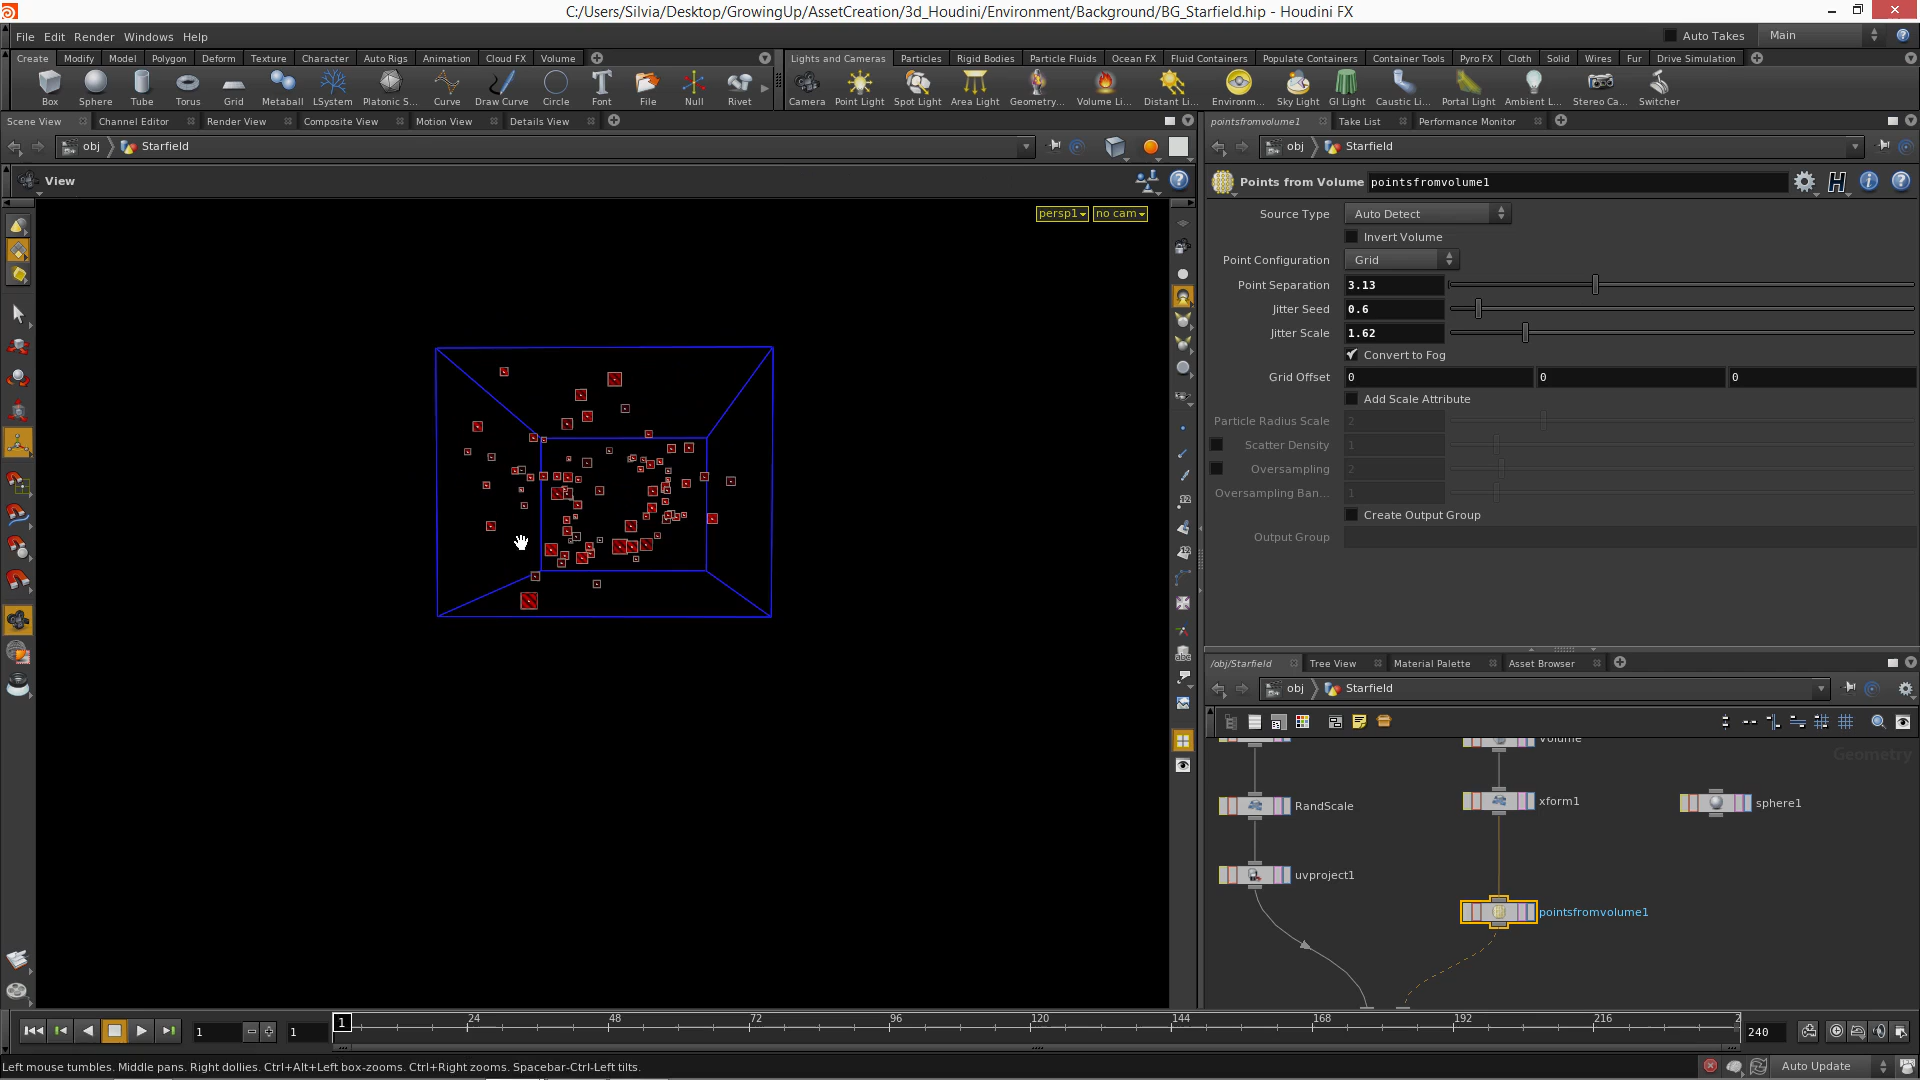 C:/Users/Silvia/Desktop/GrowingUp/AssetCreation/3d_Houdini/Environment/Background/BG_Starfield.hip - Houdini FX
File Edit Render Windows Help
Auto Takes Main
Create Modify Model Polygon Deform Texture Character Auto Rigs Animation Cloud FX Volume
Lights and Cameras Particles Rigid Bodies Particle Fluids Ocean FX Fluid Containers Populate Containers Container Tools Pyro FX Cloth Solid Wires Fur Drive Simulation
Box Sphere Tube Torus Grid Metaball LSystem Platonic S... Curve Draw Curve Circle Font File Null Rivet
Camera Point Light Spot Light Area Light Geometry... Volume Li... Distant Li... Environm... Sky Light GI Light Caustic Li... Portal Light Ambient L... Stereo Ca... Switcher
Scene View Channel Editor Render View Composite View Motion View Details View
pointsfromvolume1 Take List Performance Monitor
obj Starfield
obj Starfield
View
persp1 no cam
Points from Volume pointsfromvolume1
Source Type Auto Detect
Invert Volume
Point Configuration Grid
Point Separation 3.13
Jitter Seed 0.6
Jitter Scale 1.62
Convert to Fog
Grid Offset 0 0 0
Add Scale Attribute
Particle Radius Scale 2
Scatter Density 1
Oversampling 2
Oversampling Ban... 1
Create Output Group
Output Group
/obj/Starfield Tree View Material Palette Asset Browser
obj Starfield
Geometry
volume
RandScale
xform1
sphere1
uvproject1
pointsfromvolume1
1 1 1 24 48 72 96 120 144 168 192 216 2 240
Left mouse tumbles. Middle pans. Right dollies. Ctrl+Alt+Left box-zooms. Ctrl+Right zooms. Spacebar-Ctrl-Left tilts.
Auto Update